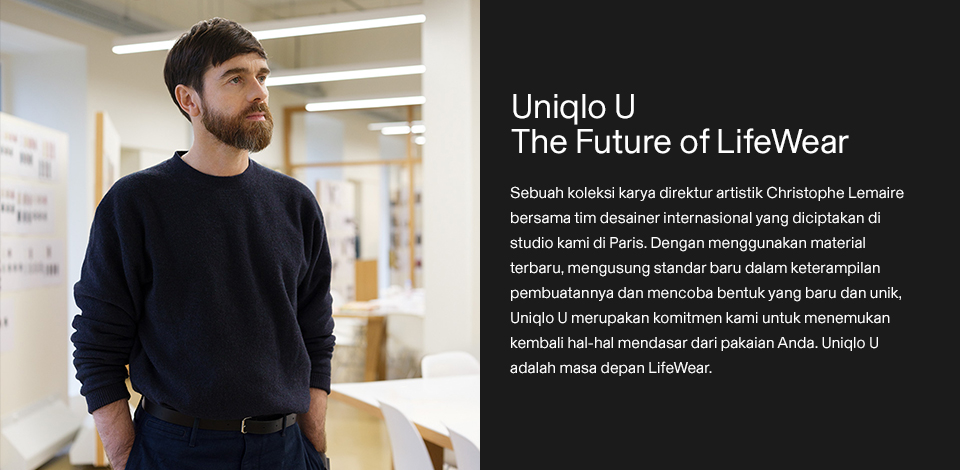 Uniqlo U
The Future of LifeWear
Sebuah koleksi karya direktur artistik Christophe Lemaire
bersama tim desainer internasional yang diciptakan di
studio kami di Paris. Dengan menggunakan material
terbaru, mengusung standar baru dalam keterampilan
pembuatannya dan mencoba bentuk yang baru dan unik,
Uniqlo U merupakan komitmen kami untuk menemukan
kembali hal-hal mendasar dari pakaian Anda. Uniqlo U
adalah masa depan LifeWear.